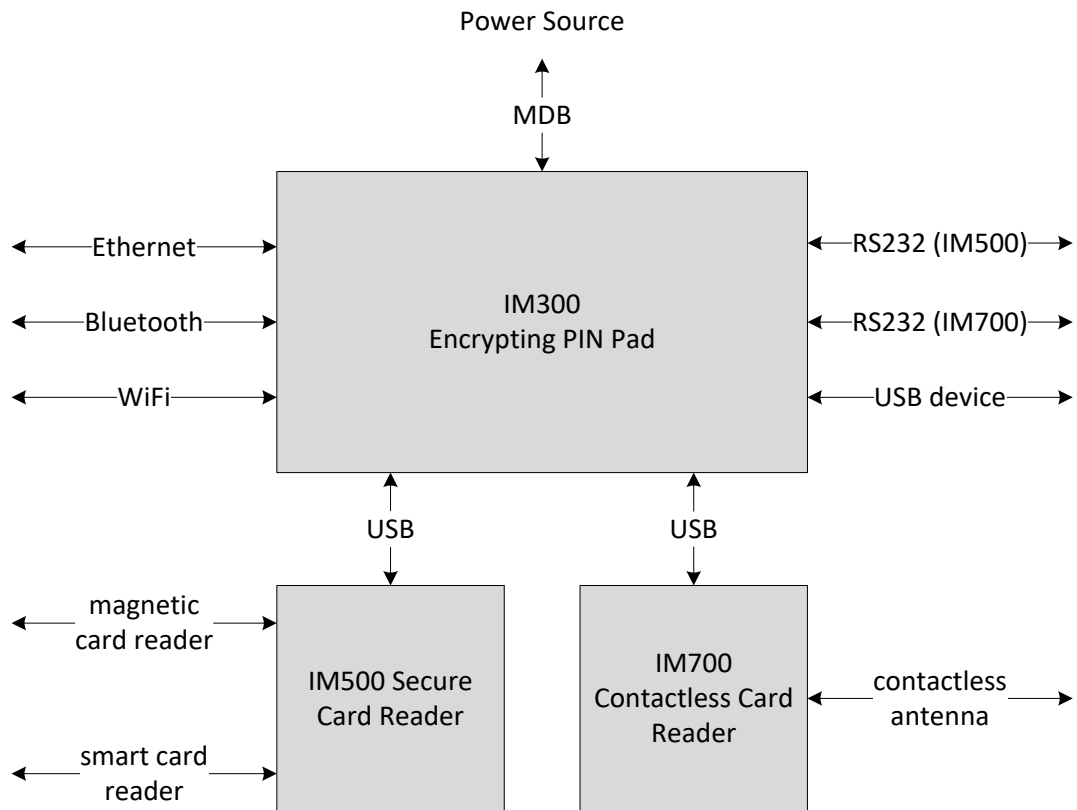 Power Source
MDB
Ethernet
RS232 (IM500)
IM300
Encrypting PIN Pad
Bluetooth
RS232 (IM700)
WiFi
USB device
USB
USB
magnetic
card reader
IM500 Secure
Card Reader
IM700
Contactless Card
Reader
contactless
antenna
smart card
reader